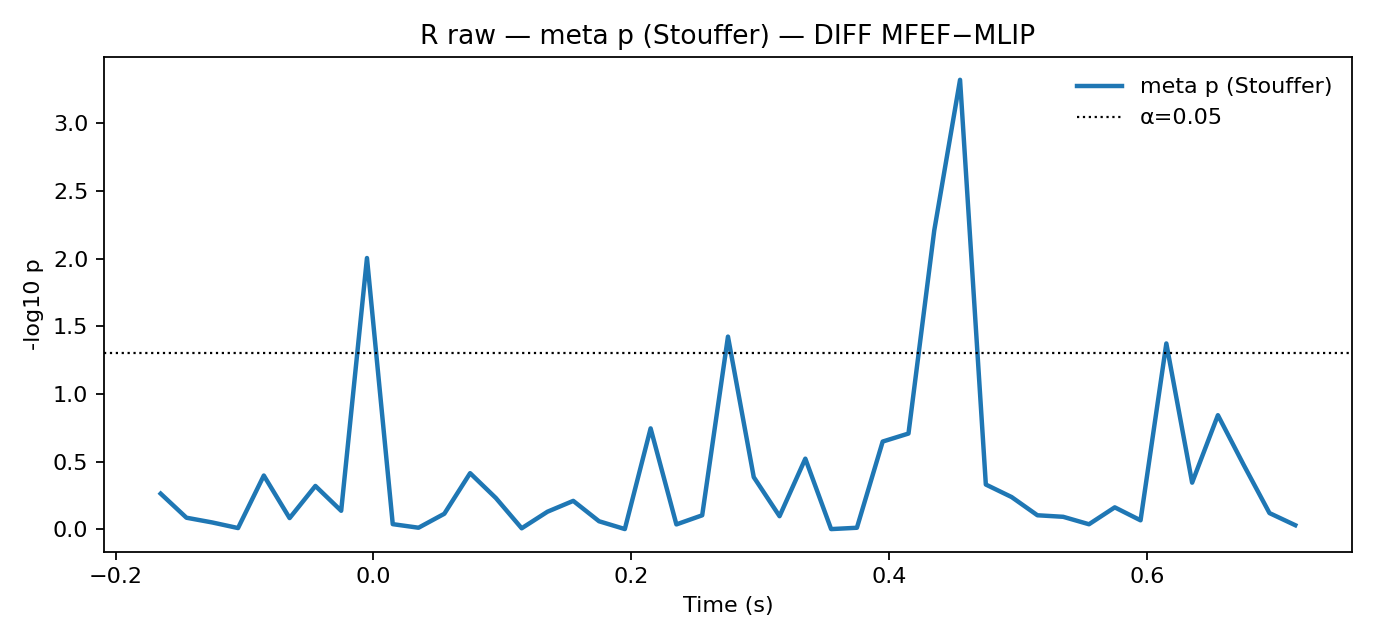 R raw — meta p (Stouffer) — DIFF MFEF−MLIP
meta p (Stouffer)
α=0.05
-log10 p
3.0
2.5
2.0
1.5
1.0
0.5
0.0
−0.2
0.0
0.2
0.4
0.6
Time (s)